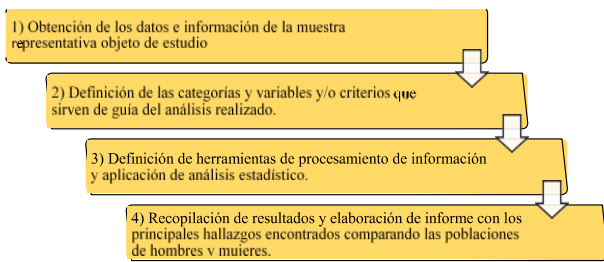 1) Obtención de los datos e información de la muestra
representativa objeto de estudio
2) Definición de las categorías y variables y/o criterios que
sirven de guía del análisis realizado.
3) Definición de herramientas de procesamiento de información
y aplicación de análisis estadístico.
4) Recopilación de resultados y elaboración de informe con los
principales hallazgos encontrados comparando las poblaciones
de hombres y mujeres.